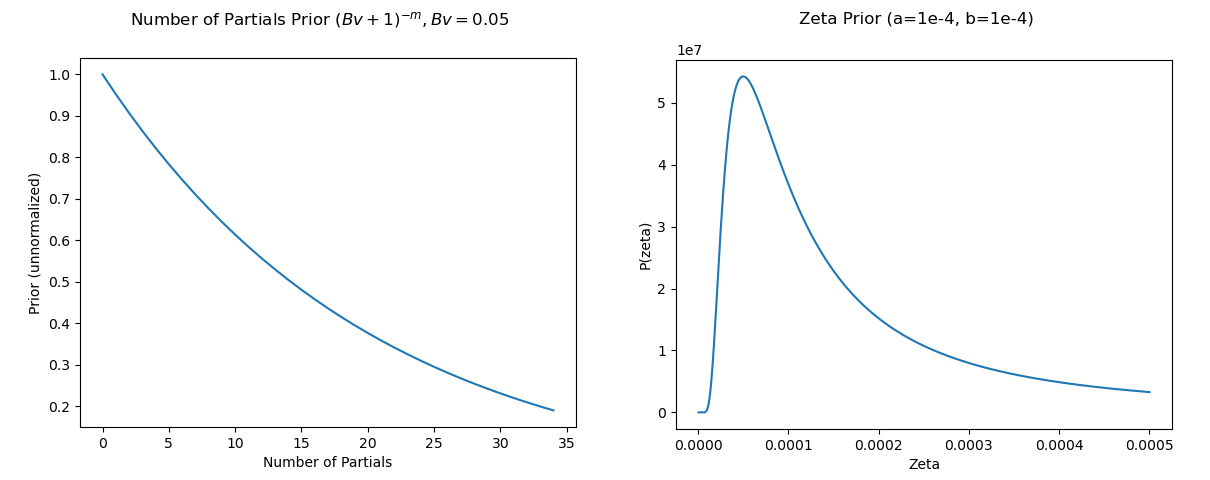 Number of Partials Prior $(Bv + 1)^{-m}, Bv = 0.05$
Prior (unnormalized)
1.0
0.9
0.8
0.7
0.6
0.5
0.4
0.3
0.2
0 5 10 15 20 25 30 35
Number of Partials
Zeta Prior (a=1e-4, b=1e-4)
1e7
P(zeta)
5
4
3
2
1
0
0.0000 0.0001 0.0002 0.0003 0.0004 0.0005
Zeta